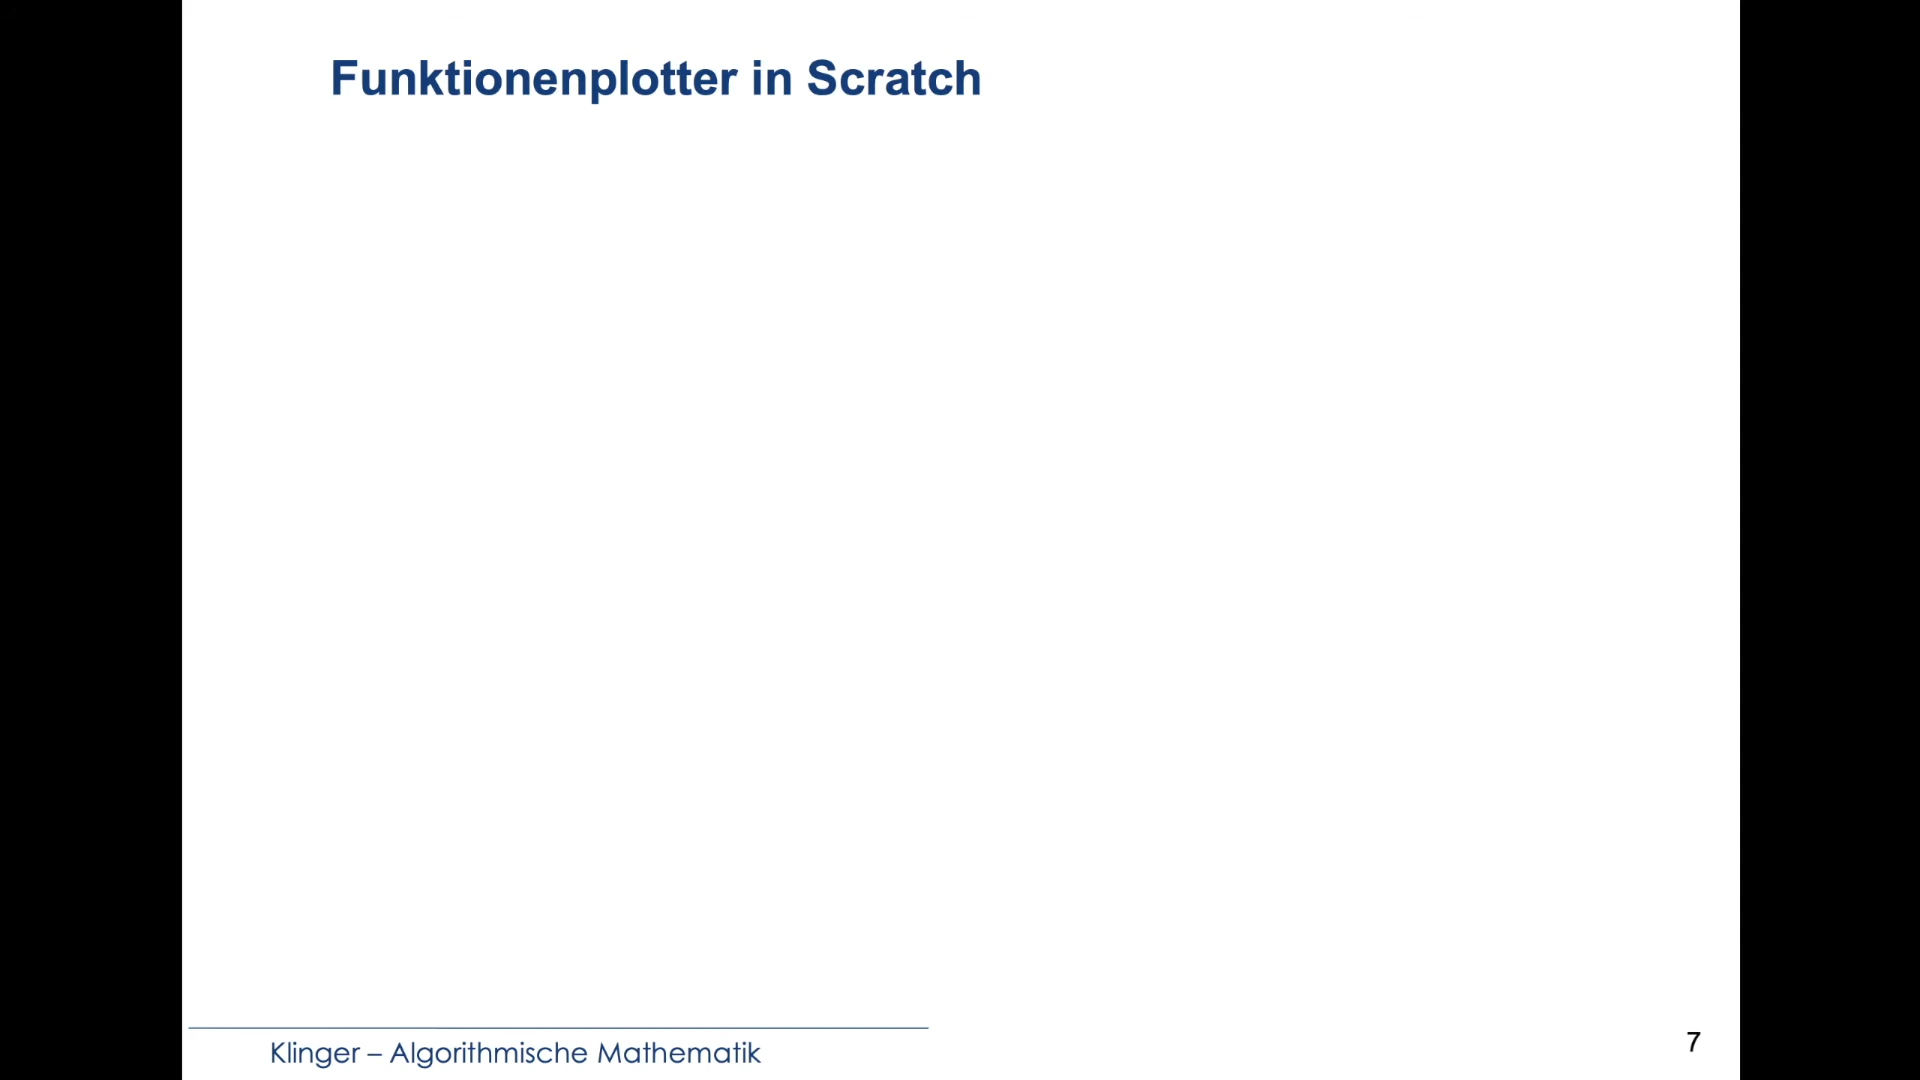 Funktionenplotter in Scratch
Klinger – Algorithmische Mathematik
7